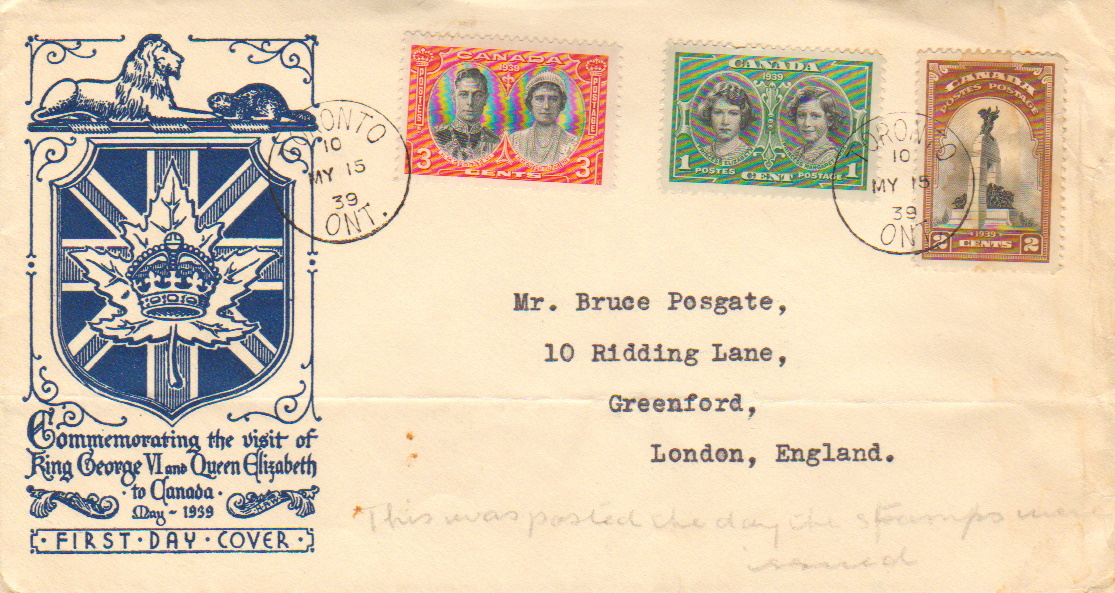 CANADA
1939
POSTES
POSTAGE
3 CENTS 3
CANADA
1939
1 POSTES CENT POSTAGE 1
CANADA
POSTES POSTAGE
1939
2 CENTS 2
TORONTO
10
MY 15
39
ONT.
TORONTO
10
MY 15
39
ONT.
Mr. Bruce Posgate,
10 Ridding Lane,
Greenford,
London, England.
Commemorating the visit of
King George VI and Queen Elizabeth
· to Canada ·
May - 1939
· FIRST · DAY · COVER ·
This was posted the day the stamps were
issued